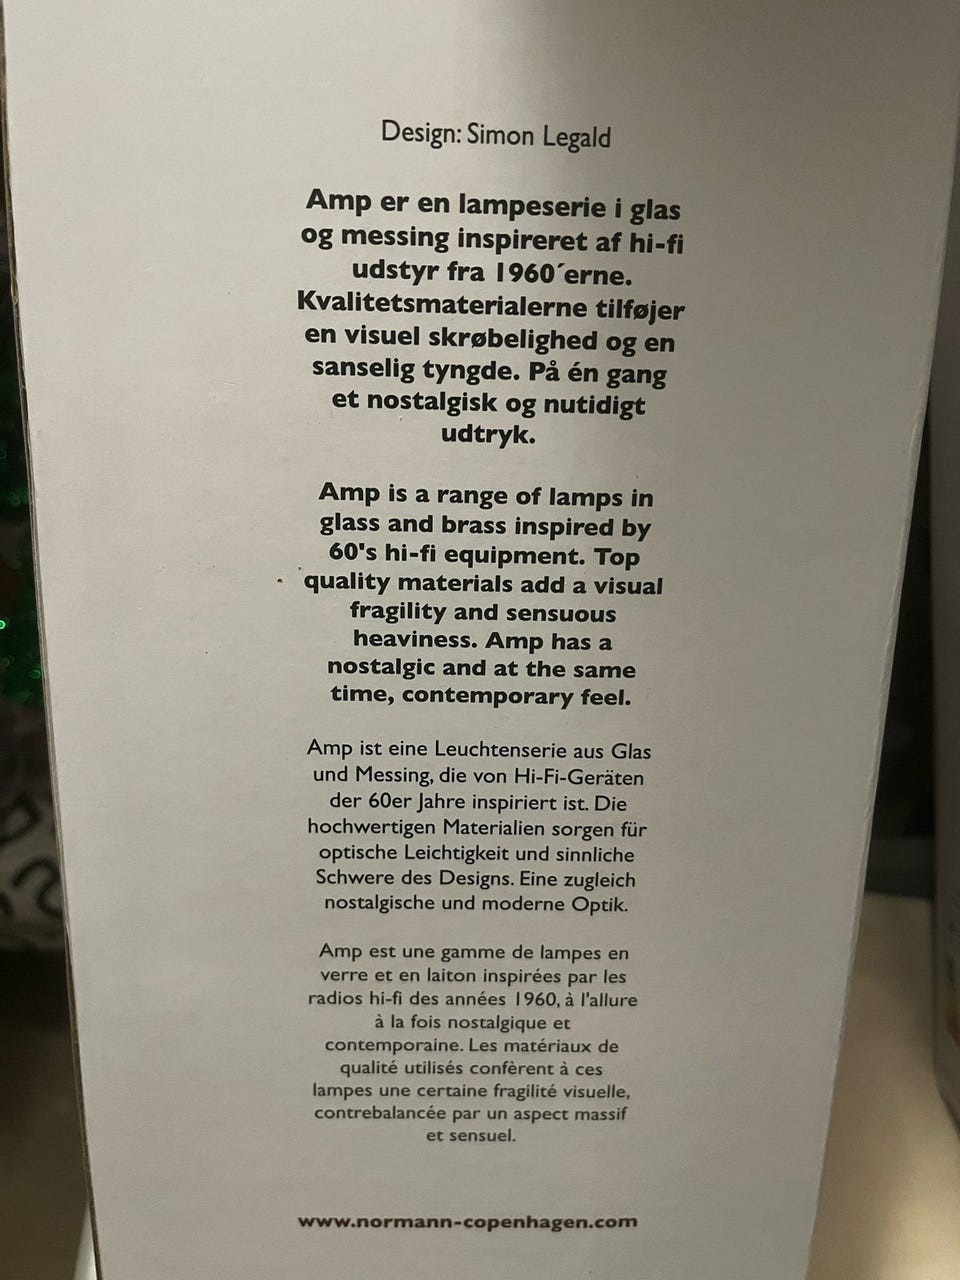 Design: Simon Legald
Amp er en lampeserie i glas
og messing inspireret af hi-fi
udstyr fra 1960´erne.
Kvalitetsmaterialerne tilføjer
en visuel skrøbelighed og en
sanselig tyngde. På én gang
et nostalgisk og nutidigt
udtryk.
Amp is a range of lamps in
glass and brass inspired by
60's hi-fi equipment. Top
quality materials add a visual
fragility and sensuous
heaviness. Amp has a
nostalgic and at the same
time, contemporary feel.
Amp ist eine Leuchtenserie aus Glas
und Messing, die von Hi-Fi-Geräten
der 60er Jahre inspiriert ist. Die
hochwertigen Materialien sorgen für
optische Leichtigkeit und sinnliche
Schwere des Designs. Eine zugleich
nostalgische und moderne Optik.
Amp est une gamme de lampes en
verre et en laiton inspirées par les
radios hi-fi des années 1960, à l'allure
à la fois nostalgique et
contemporaine. Les matériaux de
qualité utilisés confèrent à ces
lampes une certaine fragilité visuelle,
contrebalancée par un aspect massif
et sensuel.
www.normann-copenhagen.com